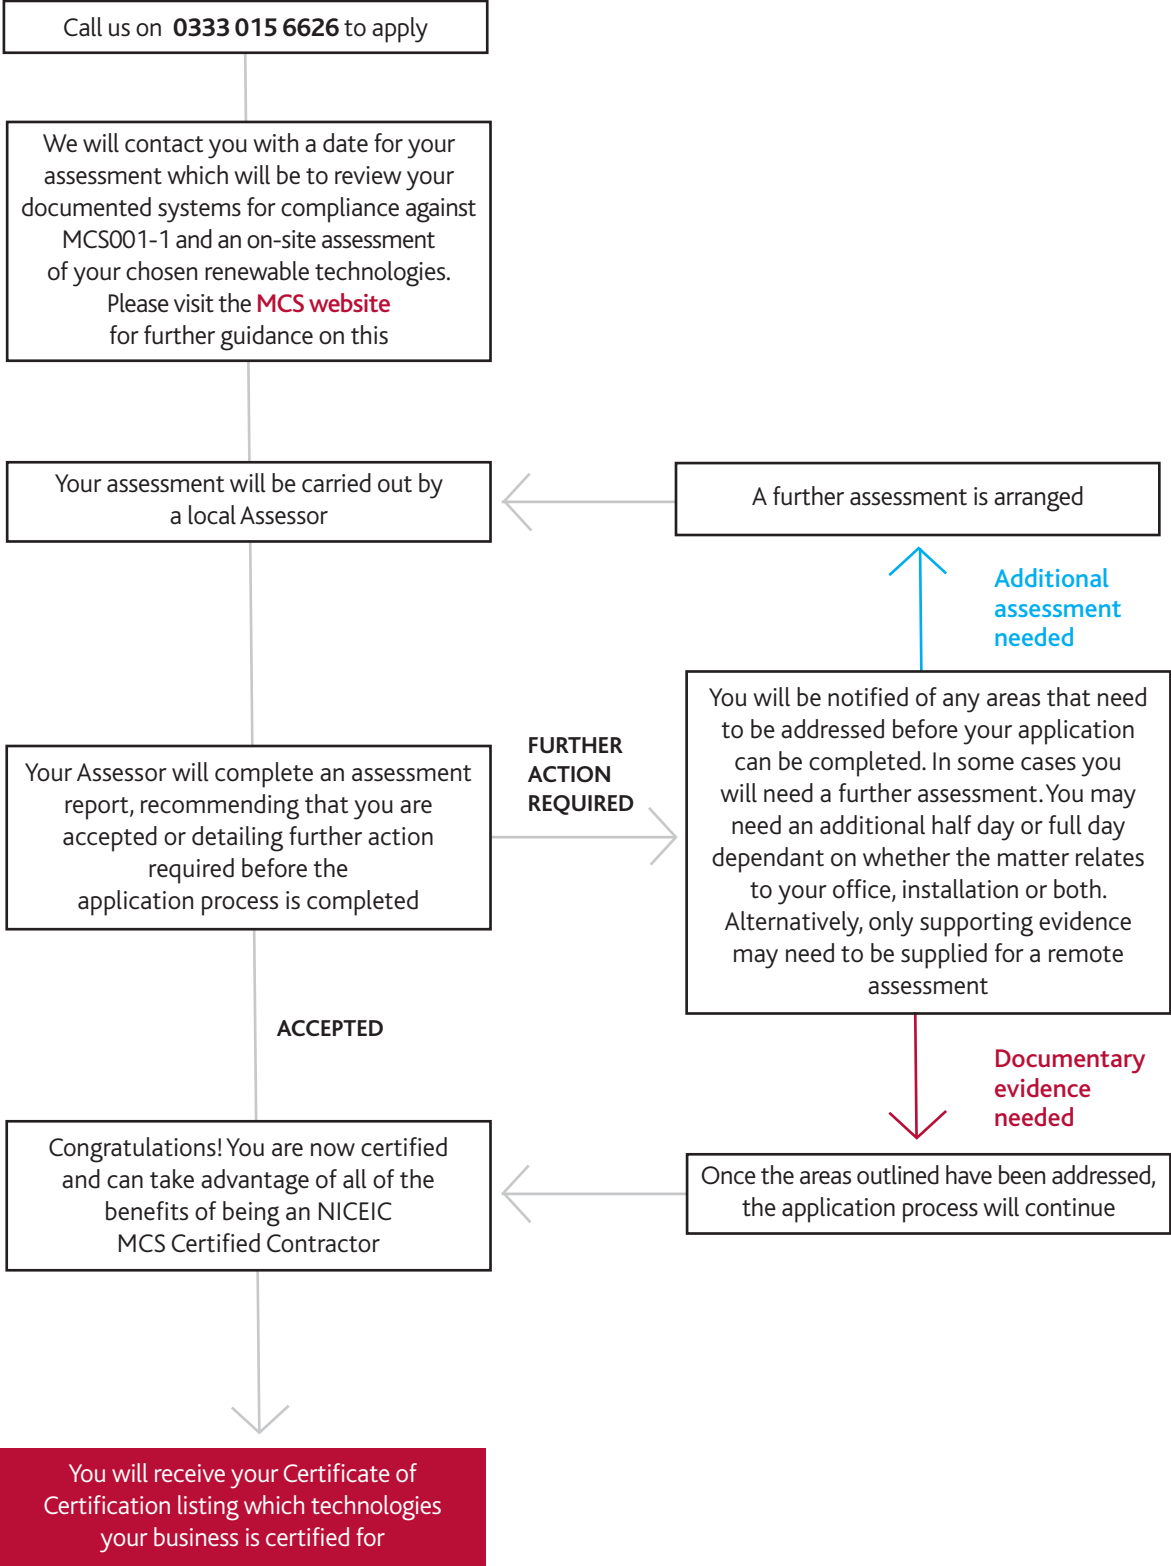 Call us on 0333 015 6626 to apply
We will contact you with a date for your
assessment which will be to review your
documented systems for compliance against
MCS001-1 and an on-site assessment
of your chosen renewable technologies.
Please visit the MCS website
for further guidance on this
Your assessment will be carried out by
a local Assessor
A further assessment is arranged
Additional
assessment
needed
Your Assessor will complete an assessment
report, recommending that you are
accepted or detailing further action
required before the
application process is completed
FURTHER
ACTION
REQUIRED
You will be notified of any areas that need
to be addressed before your application
can be completed. In some cases you
will need a further assessment. You may
need an additional half day or full day
dependant on whether the matter relates
to your office, installation or both.
Alternatively, only supporting evidence
may need to be supplied for a remote
assessment
ACCEPTED
Documentary
evidence
needed
Congratulations! You are now certified
and can take advantage of all of the
benefits of being an NICEIC
MCS Certified Contractor
Once the areas outlined have been addressed,
the application process will continue
You will receive your Certificate of
Certification listing which technologies
your business is certified for